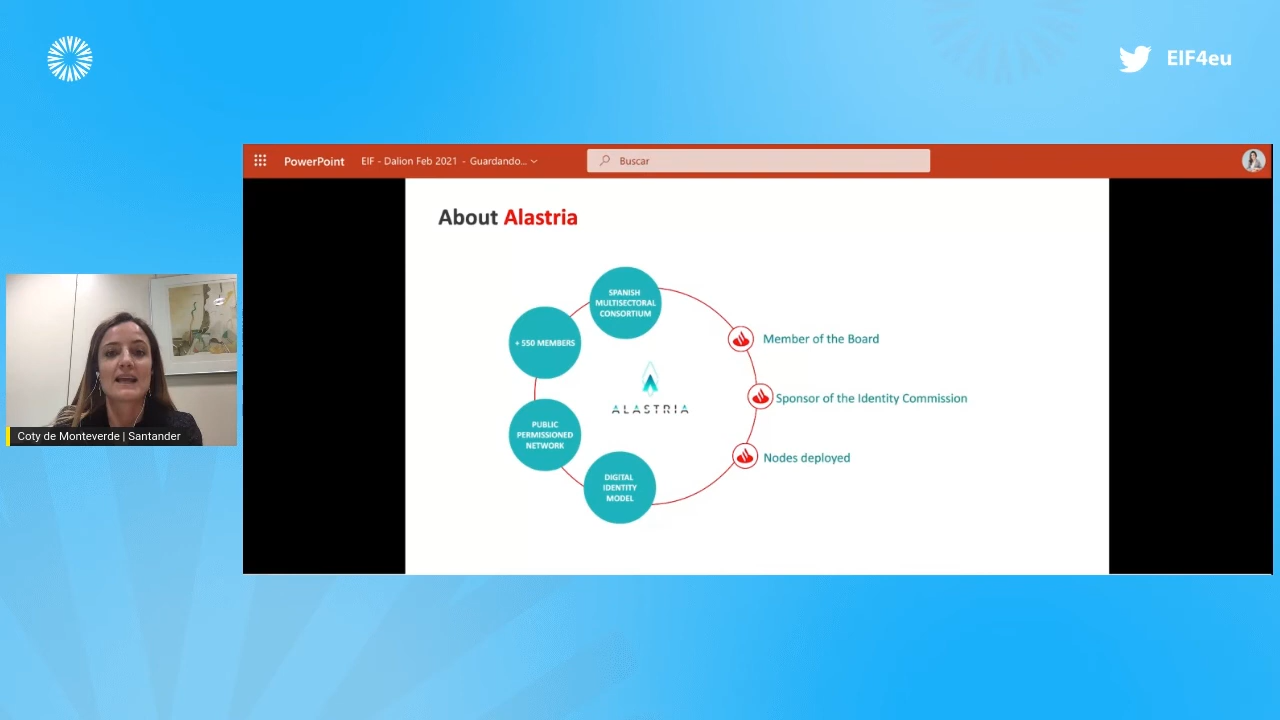 EIF4eu
PowerPoint
EIF - Dalion Feb 2021 - Guardando...
Buscar
About Alastria
SPANISH
MULTISECTORAL
CONSORTIUM
+ 550 MEMBERS
PUBLIC
PERMISSIONED
NETWORK
DIGITAL
IDENTITY
MODEL
ALASTRIA
Member of the Board
Sponsor of the Identity Commission
Nodes deployed
Coty de Monteverde | Santander